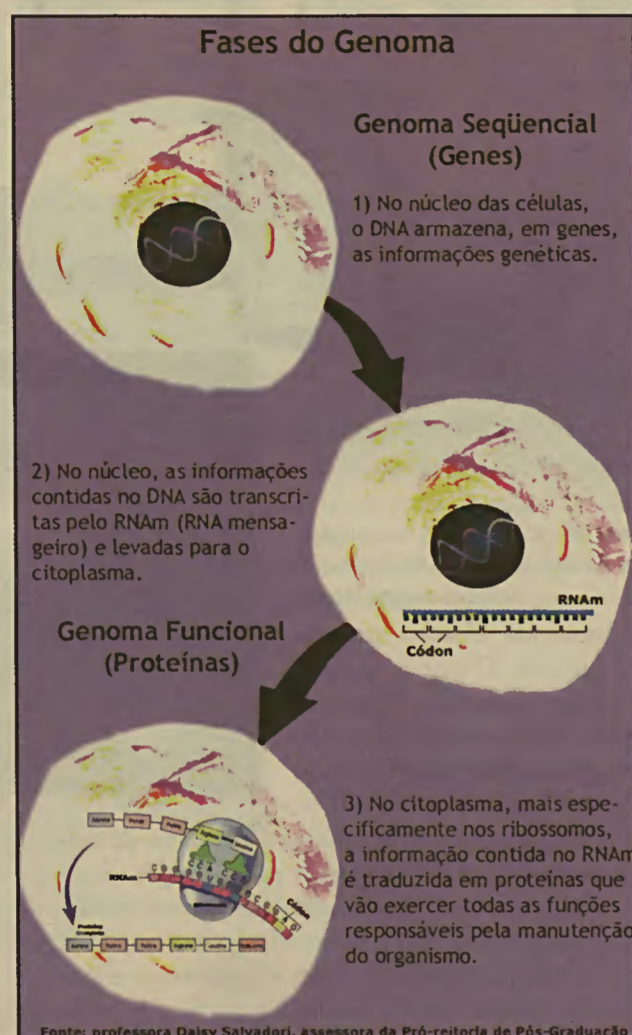 Fases do Genoma
Genoma Seqüencial
(Genes)
1) No núcleo das células,
o DNA armazena, em genes,
as informações genéticas.
2) No núcleo, as informações
contidas no DNA são transcri-
tas pelo RNAm (RNA mensa-
geiro) e levadas para o
citoplasma.
RNAm
Códon
Genoma Funcional
(Proteínas)
3) No citoplasma, mais espe-
cificamente nos ribossomos,
a informação contida no RNAm
é traduzida em proteínas que
vão exercer todas as funções
responsáveis pela manutenção
do organismo.
RNAm
Códon
Fonte: professora Daisy Salvadori, assessora da Pró-reitoria de Pós-Graduação